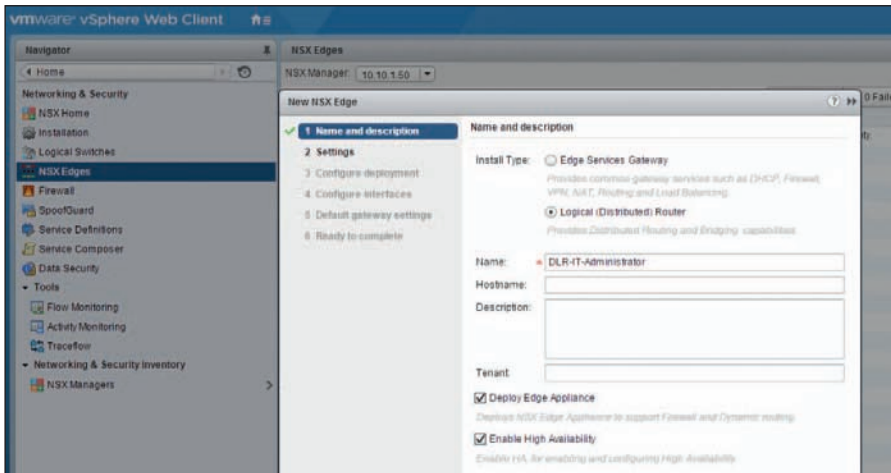 vmware vSphere Web Client
Navigator
NSX Edges
Home
NSX Manager: 10.10.1.50
Networking & Security
NSX Home
Installation
Logical Switches
NSX Edges
Firewall
SpoofGuard
Service Definitions
Service Composer
Data Security
Tools
Flow Monitoring
Activity Monitoring
Traceflow
Networking & Security Inventory
NSX Managers
0 Faile
New NSX Edge
1 Name and description
2 Settings
3 Configure deployment
4 Configure interfaces
5 Default gateway settings
6 Ready to complete
Name and description
Install Type: Edge Services Gateway
Provides common gateway services such as DHCP, Firewall,
VPN, NAT, Routing and Load Balancing.
Logical (Distributed) Router
Provides Distributed Routing and Bridging capabilities.
Name: * DLR-IT-Administrator
Hostname:
Description:
Tenant:
Deploy Edge Appliance
Deploys NSX Edge Appliance to support Firewall and Dynamic routing.
Enable High Availability
Enable HA, for enabling and configuring High Availability.